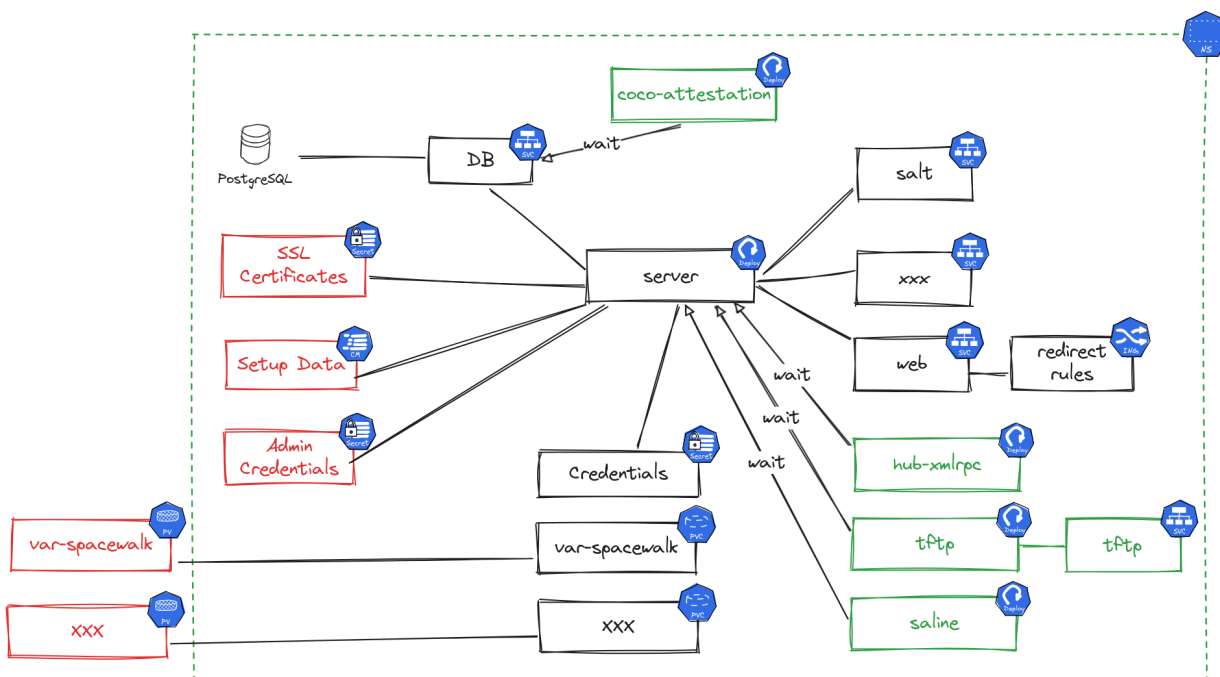 NS
Deploy
coco-attestation
wait
SVC
DB
PostgreSQL
SVC
salt
Secret
SSL
Certificates
Deploy
server
SVC
xxx
CM
Setup Data
SVC
web
INGs
redirect
rules
wait
wait
wait
Secret
Admin
Credentials
Secret
Credentials
Deploy
hub-xmlrpc
PV
var-spacewalk
PVC
var-spacewalk
Deploy
tftp
SVC
tftp
PV
XXX
PVC
XXX
Deploy
saline